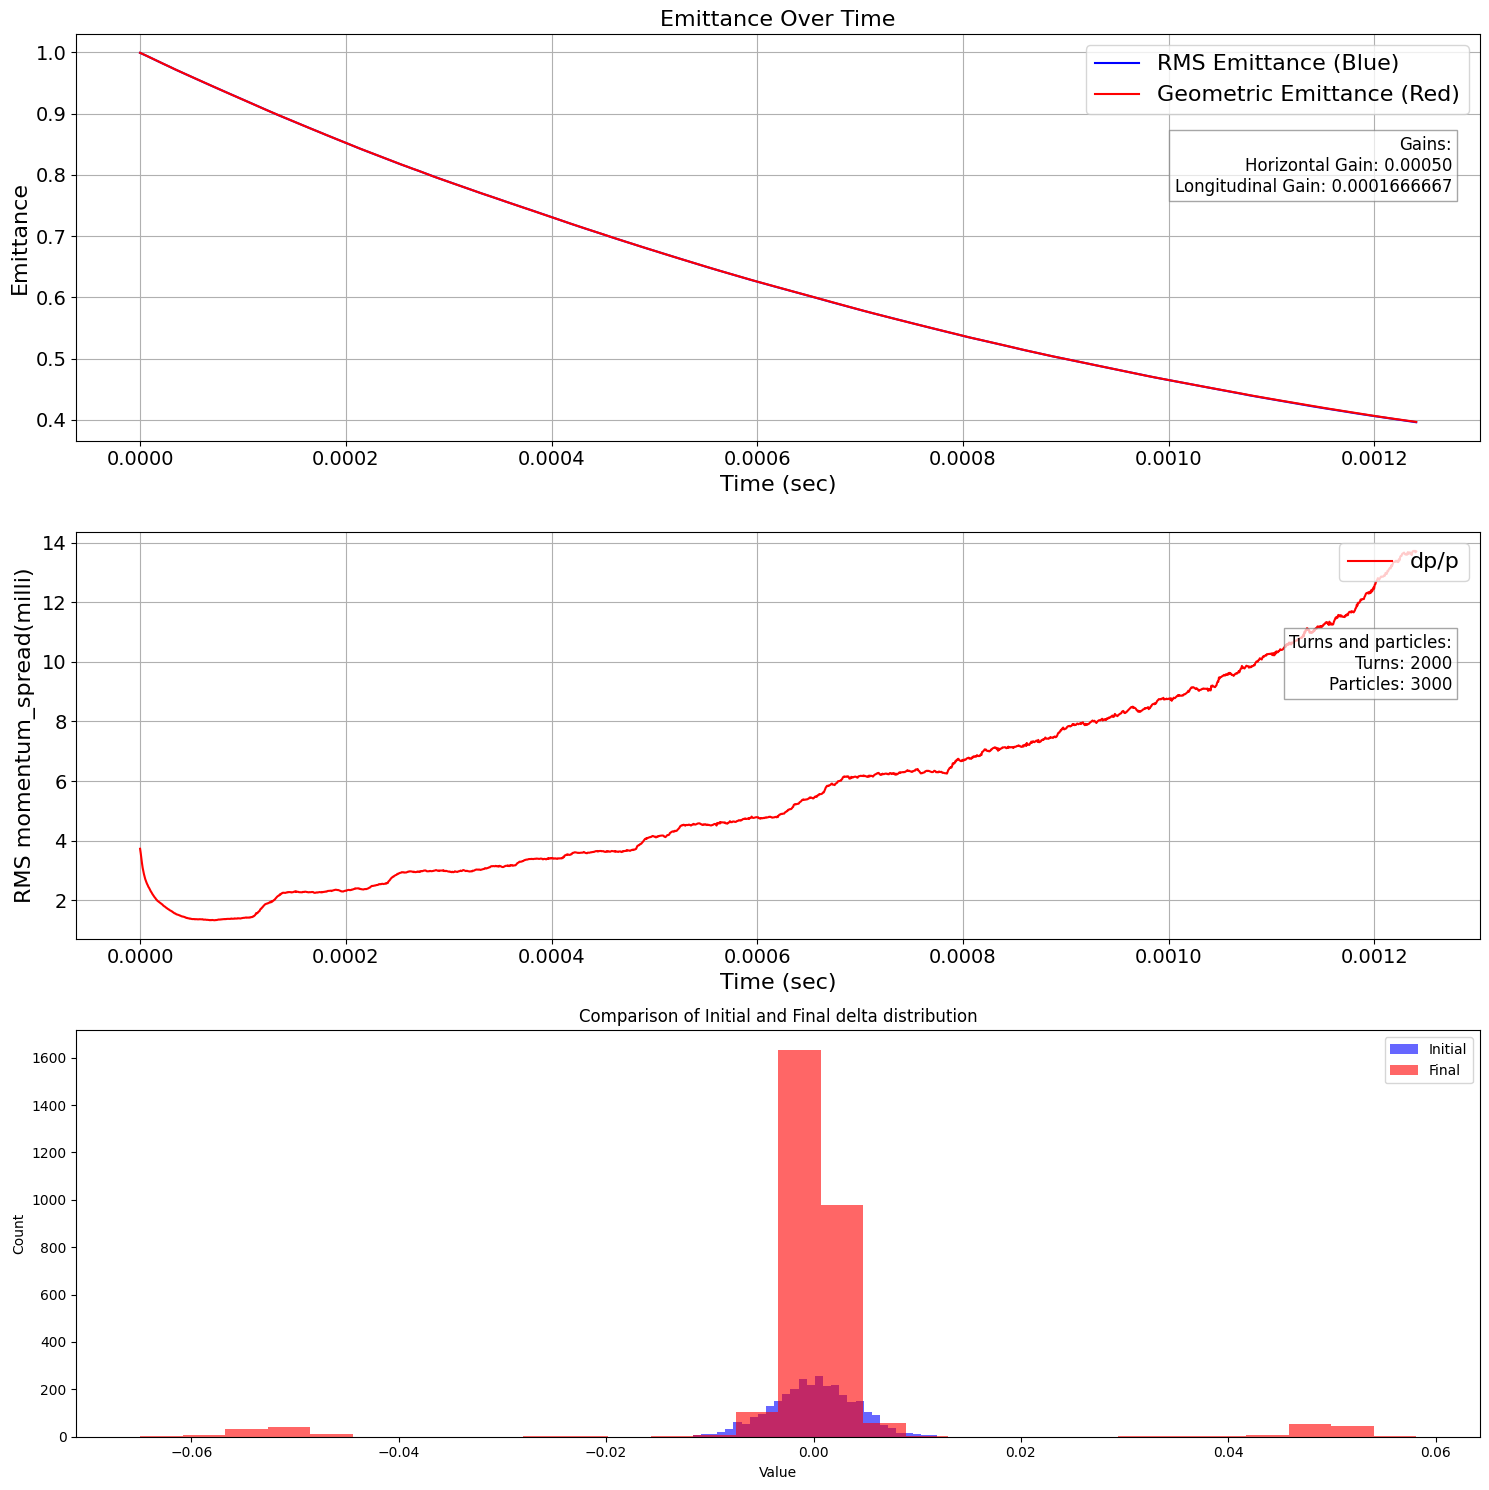 Emittance Over Time
RMS Emittance (Blue)
Geometric Emittance (Red)
Gains:
Horizontal Gain: 0.00050
Longitudinal Gain: 0.0001666667
Emittance
1.0
0.9
0.8
0.7
0.6
0.5
0.4
0.0000 0.0002 0.0004 0.0006 0.0008 0.0010 0.0012
Time (sec)
dp/p
Turns and particles:
Turns: 2000
Particles: 3000
RMS momentum_spread(milli)
14
12
10
8
6
4
2
0.0000 0.0002 0.0004 0.0006 0.0008 0.0010 0.0012
Time (sec)
Comparison of Initial and Final delta distribution
Initial
Final
Count
1600
1400
1200
1000
800
600
400
200
0
−0.06 −0.04 −0.02 0.00 0.02 0.04 0.06
Value